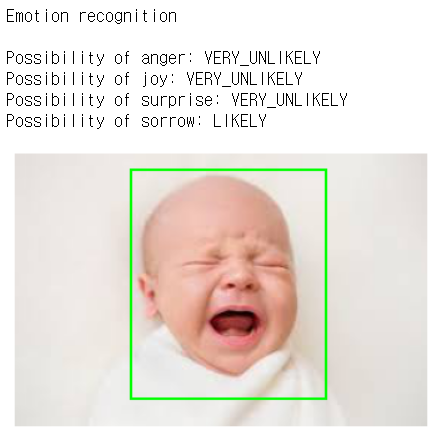 Emotion recognition
Possibility of anger: VERY_UNLIKELY
Possibility of joy: VERY_UNLIKELY
Possibility of surprise: VERY_UNLIKELY
Possibility of sorrow: LIKELY